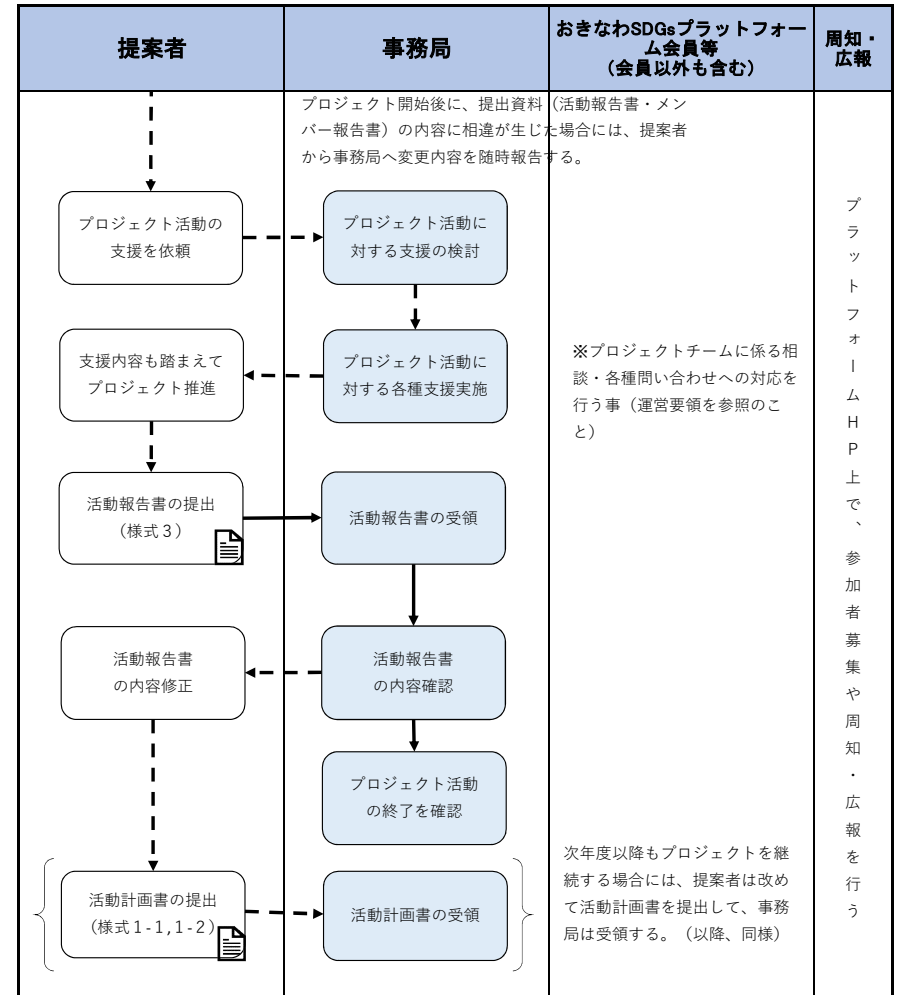 提案者
事務局
おきなわSDGsプラットフォー
ム会員等
（会員以外も含む）
周知・
広報
プロジェクト開始後に、提出資料（活動報告書・メン
バー報告書）の内容に相違が生じた場合には、提案者
から事務局へ変更内容を随時報告する。
プロジェクト活動の
支援を依頼
プロジェクト活動に
対する支援の検討
支援内容も踏まえて
プロジェクト推進
プロジェクト活動に
対する各種支援実施
※プロジェクトチームに係る相
談・各種問い合わせへの対応を
行う事（運営要領を参照のこ
と）
活動報告書の提出
（様式３）
活動報告書の受領
活動報告書
の内容修正
活動報告書
の内容確認
プロジェクト活動
の終了を確認
活動計画書の提出
（様式１-１,１-２）
活動計画書の受領
次年度以降もプロジェクトを継
続する場合には、提案者は改め
て活動計画書を提出して、事務
局は受領する。（以降、同様）
プラットフォームＨＰ上で、参加者募集や周知・広報を行う